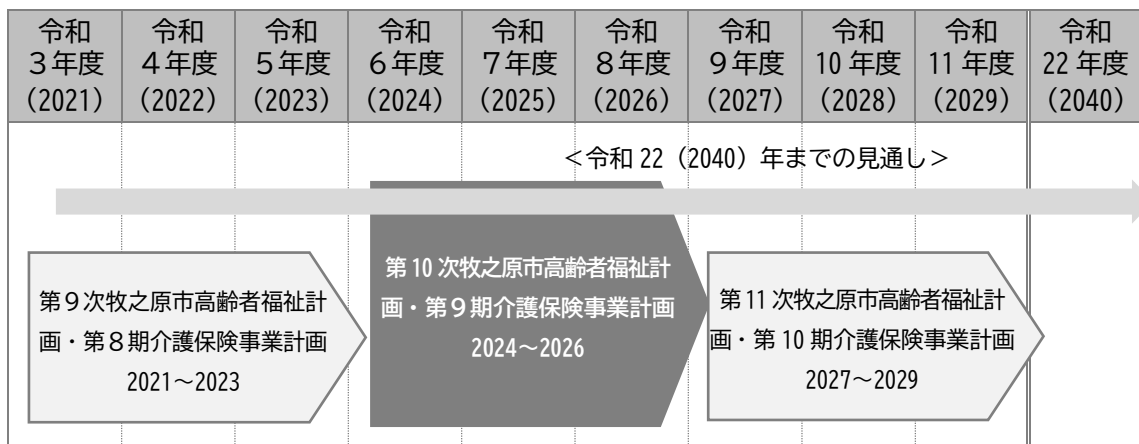 令和
３年度
（2021）
令和
４年度
（2022）
令和
５年度
（2023）
令和
６年度
（2024）
令和
７年度
（2025）
令和
８年度
（2026）
令和
９年度
（2027）
令和
10 年度
（2028）
令和
11 年度
（2029）
令和
22 年度
（2040）
＜令和 22（2040）年までの見通し＞
第９次牧之原市高齢者福祉計
画・第８期介護保険事業計画
2021～2023
第 10 次牧之原市高齢者福祉計
画・第９期介護保険事業計画
2024～2026
第 11 次牧之原市高齢者福祉計
画・第 10 期介護保険事業計画
2027～2029